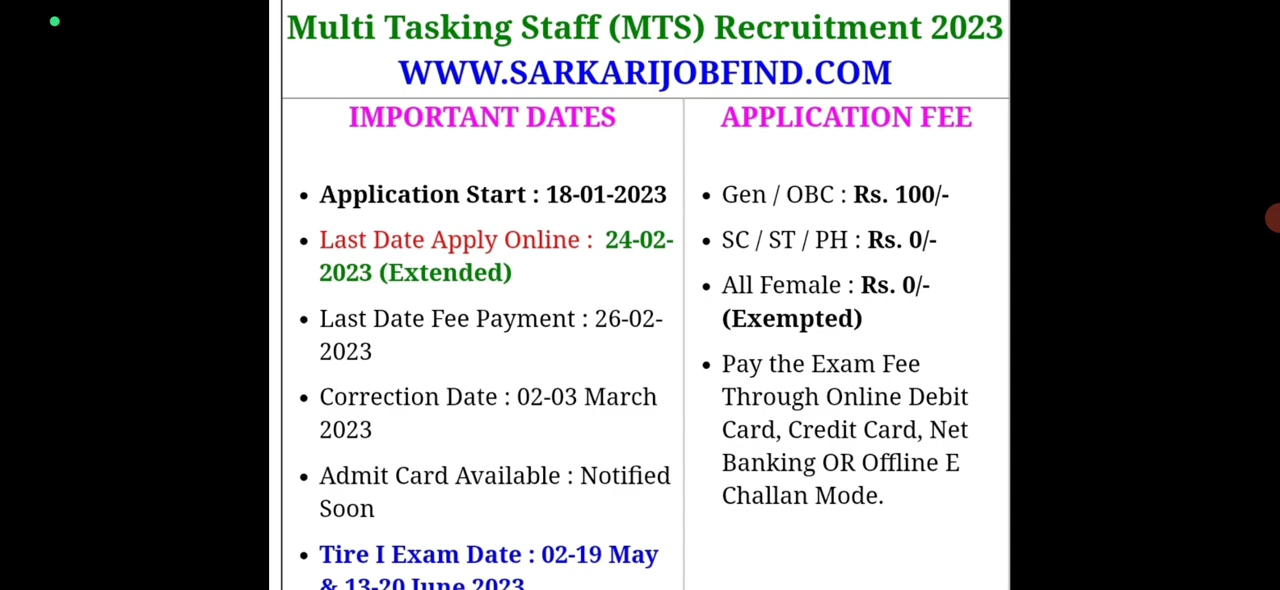 Multi Tasking Staff (MTS) Recruitment 2023
WWW.SARKARIJOBFIND.COM
IMPORTANT DATES
• Application Start : 18-01-2023
• Last Date Apply Online : 24-02-
2023 (Extended)
• Last Date Fee Payment : 26-02-
2023
• Correction Date : 02-03 March
2023
• Admit Card Available : Notified
Soon
• Tire I Exam Date : 02-19 May
& 13-20 June 2023
APPLICATION FEE
• Gen / OBC : Rs. 100/-
• SC / ST / PH : Rs. 0/-
• All Female : Rs. 0/-
(Exempted)
• Pay the Exam Fee
Through Online Debit
Card, Credit Card, Net
Banking OR Offline E
Challan Mode.